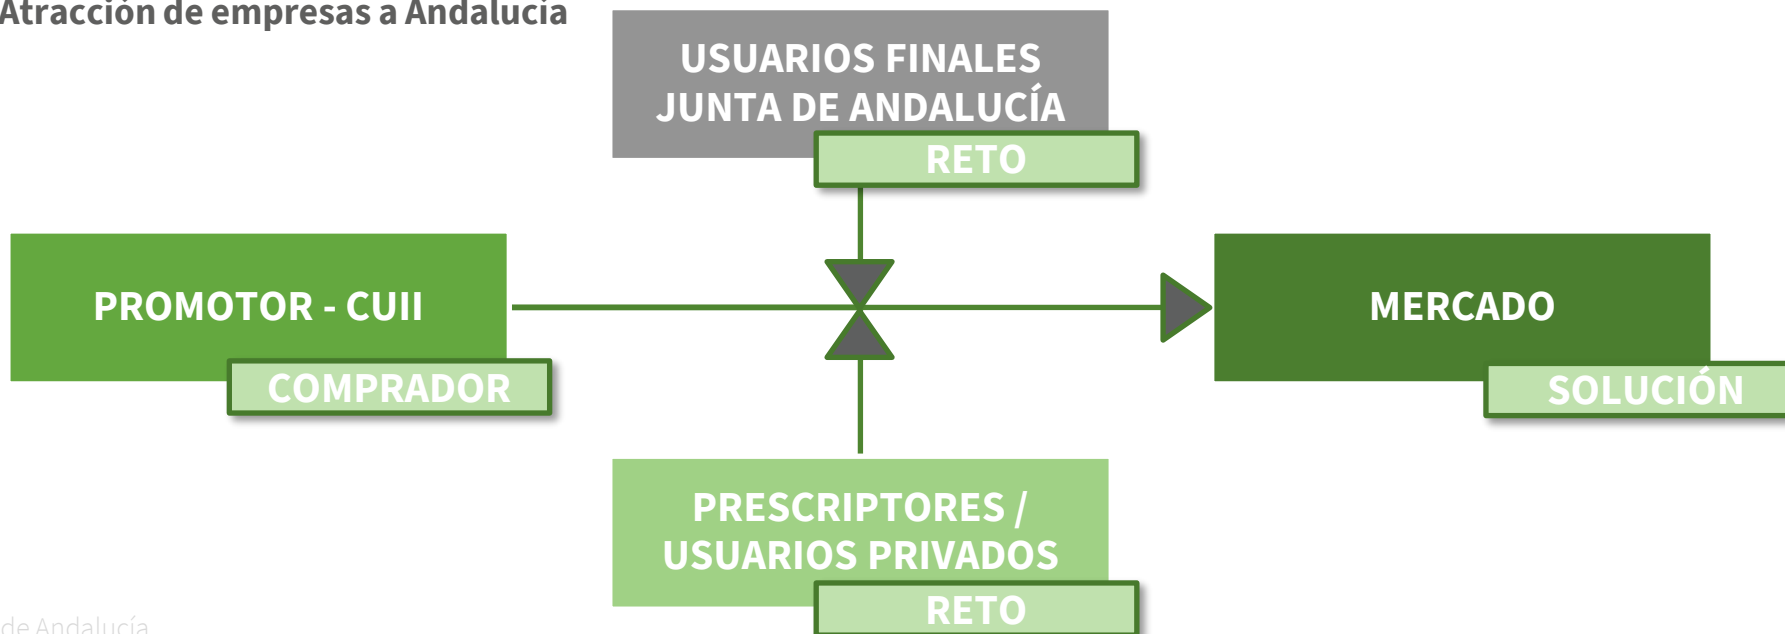 Atracción de empresas a Andalucía
USUARIOS FINALES
JUNTA DE ANDALUCÍA
RETO
PROMOTOR - CUII
COMPRADOR
MERCADO
SOLUCIÓN
PRESCRIPTORES /
USUARIOS PRIVADOS
RETO
de Andalucía